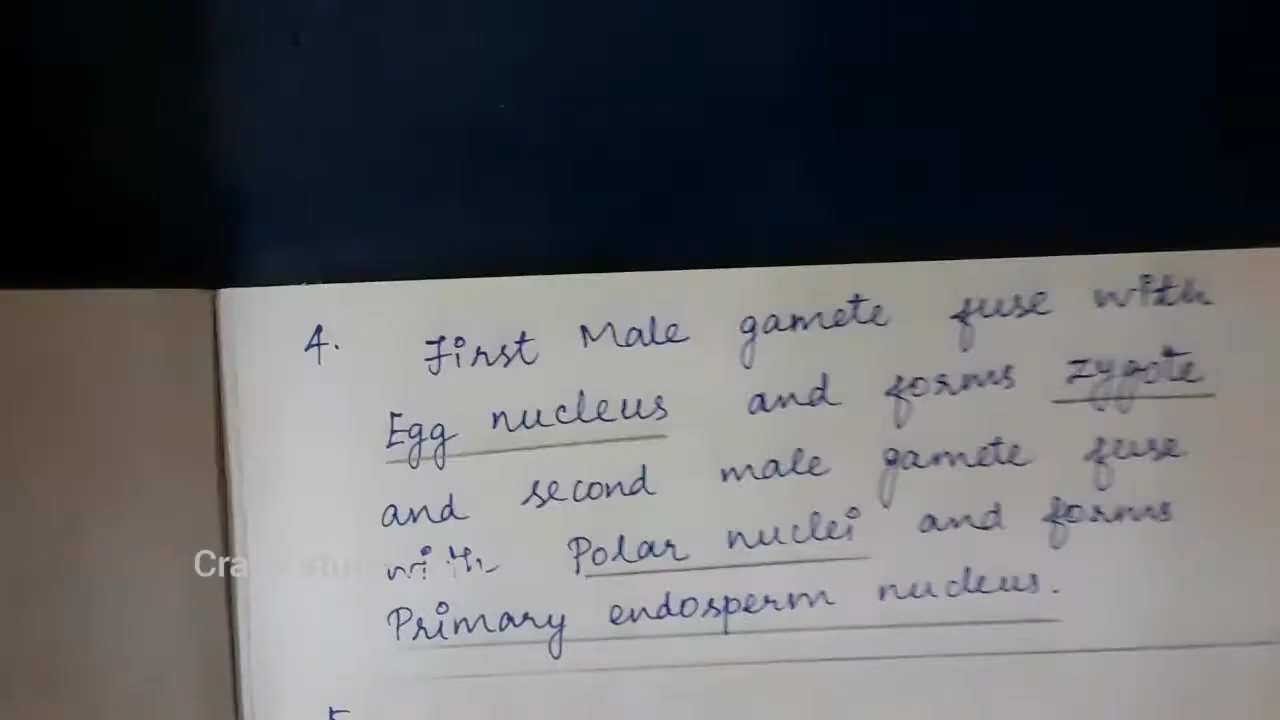 4. First Male gamete fuse with
Egg nucleus and forms zygote
and second male gamete fuse
with Polar nuclei and forms
Primary endosperm nucleus.
5